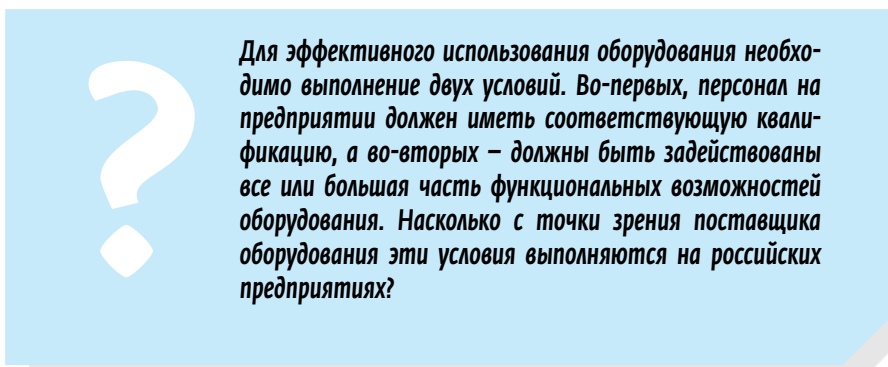 ?
Для эффективного использования оборудования необхо-
димо выполнение двух условий. Во-первых, персонал на
предприятии должен иметь соответствующую квали-
фикацию, а во-вторых – должны быть задействованы
все или большая часть функциональных возможностей
оборудования. Насколько с точки зрения поставщика
оборудования эти условия выполняются на российских
предприятиях?